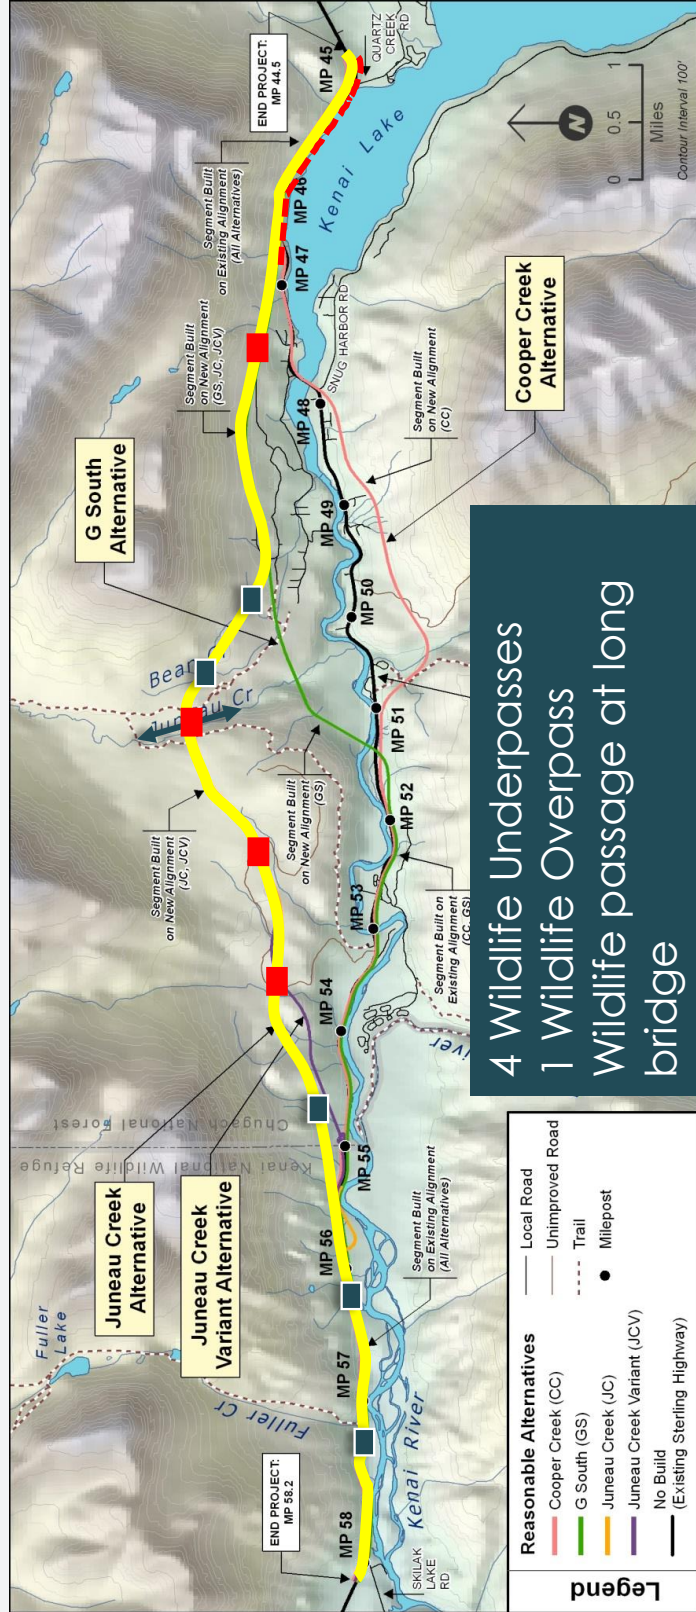 Fuller
Lake
Fuller Cr
END PROJECT:
MP 58.2
MP 58
SKILAK
LAKE
RD
Kenai River
MP 57
Segment Built
on Existing Alignment
(All Alternatives)
MP 56
Juneau Creek
Alternative
Juneau Creek
Variant Alternative
Kenai National Wildlife Refuge
Chugach National Forest
MP 55
MP 54
Segment Built
on New Alignment
(JC, JCV)
Juneau Cr
Bear
Segment Built
on New Alignment
(GS)
MP 53
Segment Built on
Existing Alignment
(CC, GS)
MP 52
MP 51
G South
Alternative
MP 50
MP 49
Segment Built
on New Alignment
(GS, JC, JCV)
MP 48
SNUG HARBOR RD
Segment Built
on New Alignment
(CC)
Cooper Creek
Alternative
MP 47
Segment Built
on Existing Alignment
(All Alternatives)
MP 46
Kenai Lake
END PROJECT:
MP 44.5
MP 45
QUARTZ
CREEK
RD
N
0 0.5 1
Miles
Contour Interval 100'
4 Wildlife Underpasses
1 Wildlife Overpass
Wildlife passage at long
bridge
Legend
Reasonable Alternatives
Cooper Creek (CC)
G South (GS)
Juneau Creek (JC)
Juneau Creek Variant (JCV)
No Build
(Existing Sterling Highway)
Local Road
Unimproved Road
Trail
Milepost